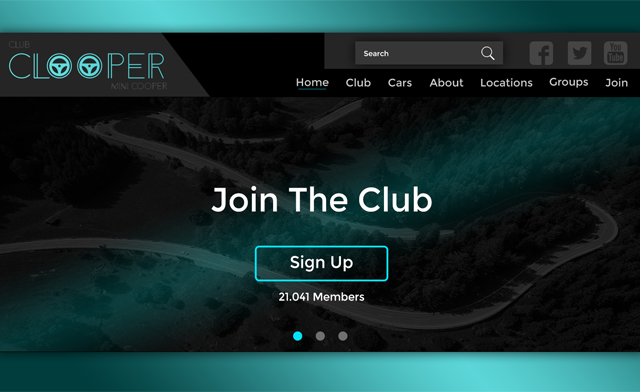 CLUB
CLOOPER
MINI COOPER
Search
You
Tube
Home Club Cars About Locations Groups Join
Join The Club
Sign Up
21.041 Members